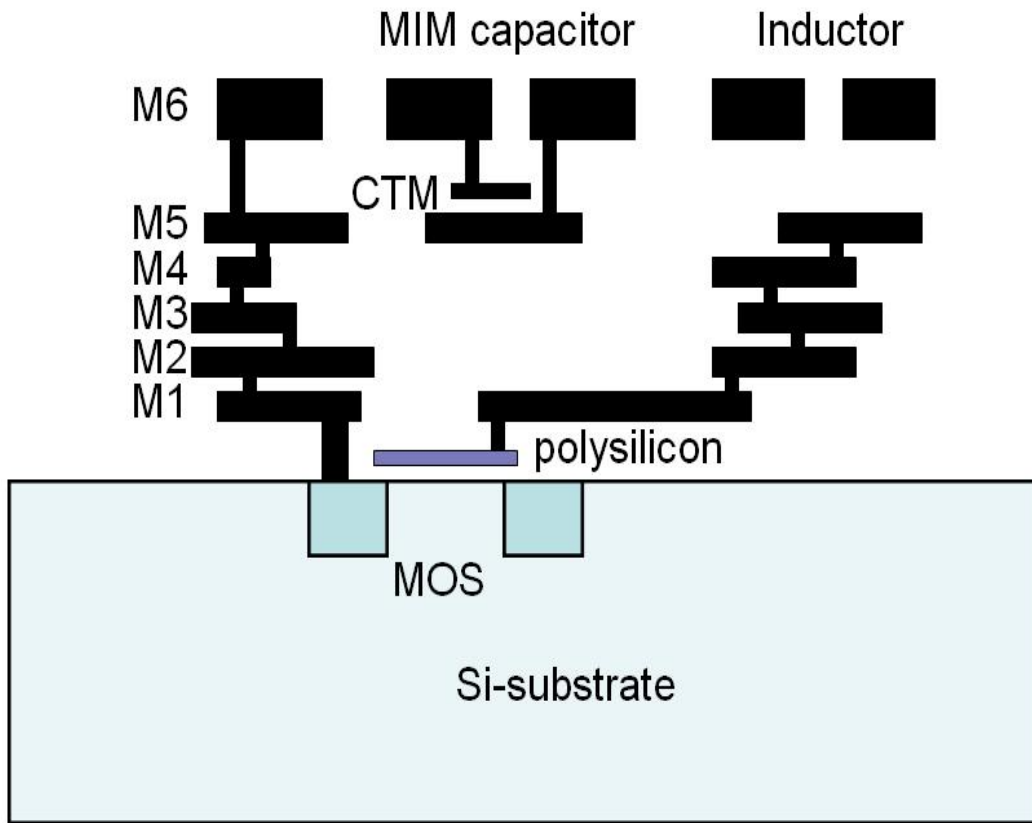 MIM capacitor
Inductor
M6
CTM
M5
M4
M3
M2
M1
polysilicon
MOS
Si-substrate